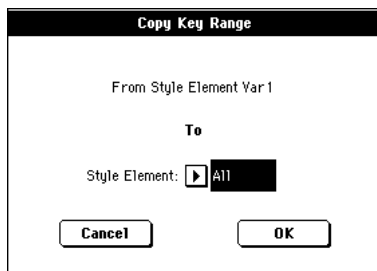 Copy Key Range
From Style Element Var1
To
Style Element: All
Cancel OK